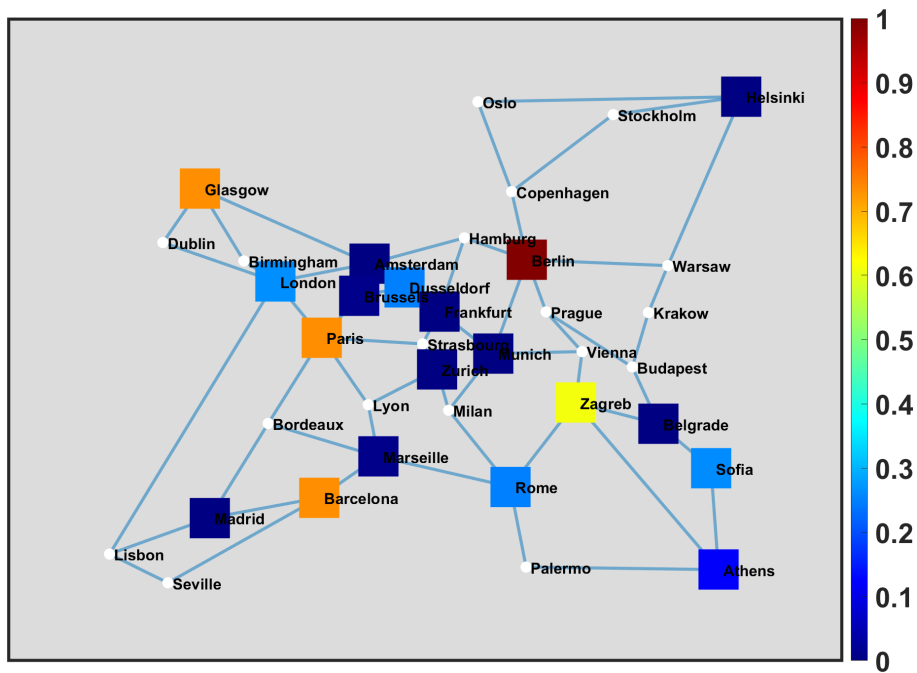 1
Oslo
Helsinki
Stockholm
0.9
0.8
Glasgow
Copenhagen
0.7
Dublin
Hamburg
Birmingham
Amsterdam
Berlin
Warsaw
London
Dusseldorf
0.6
Brussels
Frankfurt
Prague
Krakow
Paris
Strasbourg
Munich
Vienna
0.5
Zurich
Budapest
Lyon
Milan
Zagreb
0.4
Bordeaux
Belgrade
Marseille
Sofia
0.3
Rome
Barcelona
Madrid
0.2
Lisbon
Palermo
Athens
Seville
0.1
0